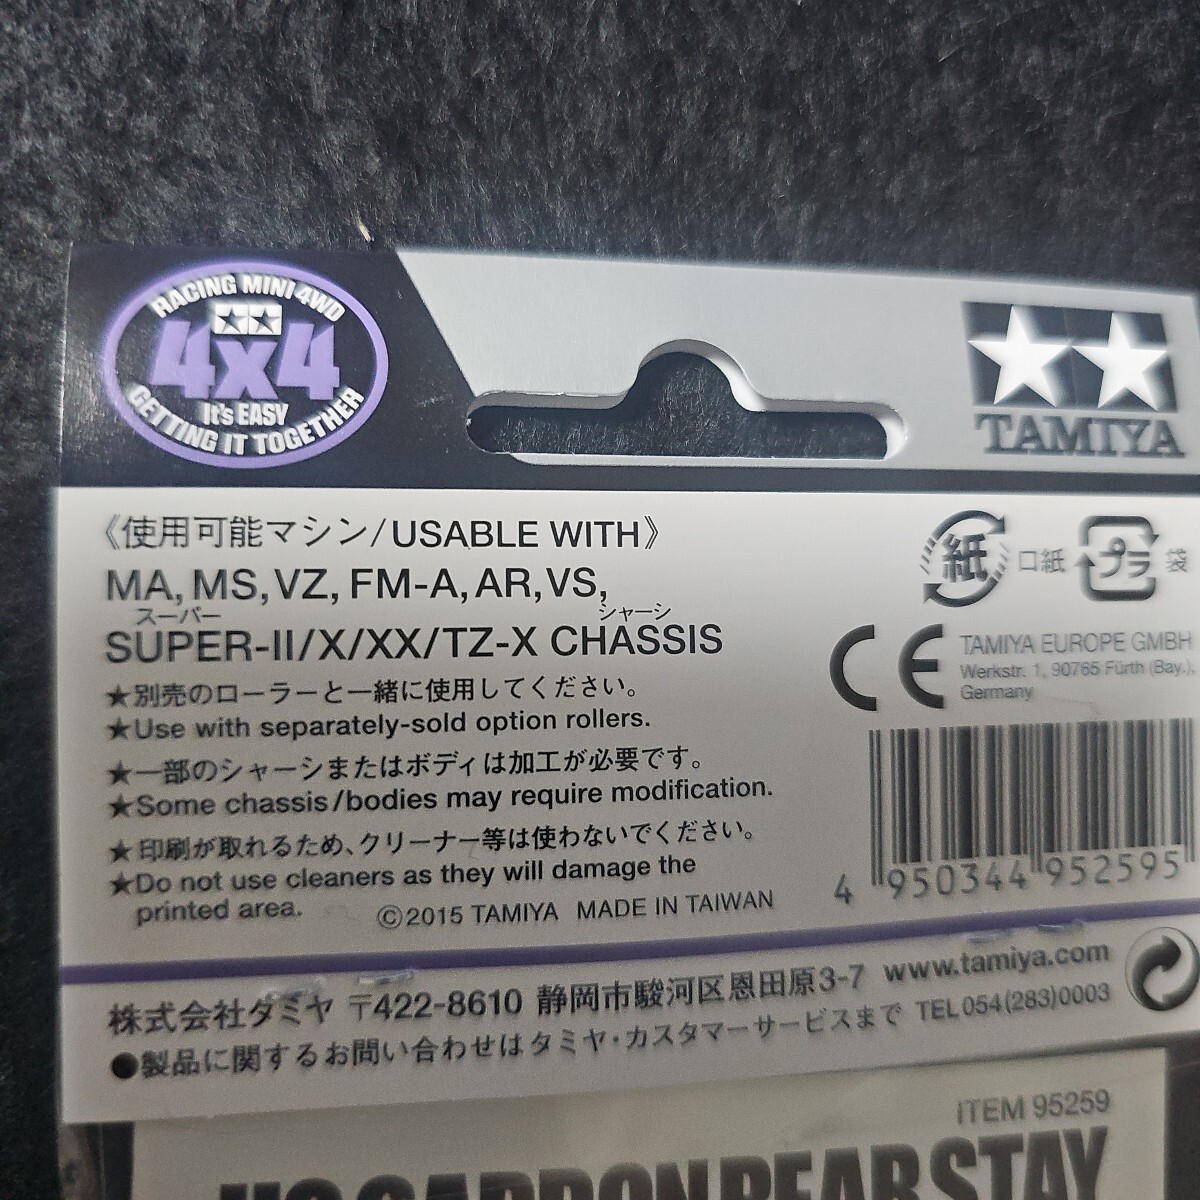 RACING MINI 4WD
4x4
It's EASY
GETTING IT TOGETHER
TAMIYA
《使用可能マシン/USABLE WITH》
MA, MS, VZ, FM-A, AR, VS,
スーパー シャーシ
SUPER-II/X/XX/TZ-X CHASSIS
★別売のローラーと一緒に使用してください。
★Use with separately-sold option rollers.
★一部のシャーシまたはボディは加工が必要です。
★Some chassis/bodies may require modification.
★印刷が取れるため、クリーナー等は使わないでください。
★Do not use cleaners as they will damage the
printed area.
©2015 TAMIYA MADE IN TAIWAN
紙 口紙 プラ 袋
CE
TAMIYA EUROPE GMBH
Werkstr. 1, 90765 Fürth (Bay.),
Germany
4 950344 952595
株式会社タミヤ 〒422-8610 静岡市駿河区恩田原3-7 www.tamiya.com
●製品に関するお問い合わせはタミヤ・カスタマーサービスまで TEL 054(283)0003
ITEM 95259
HG CARBON REAR STAY